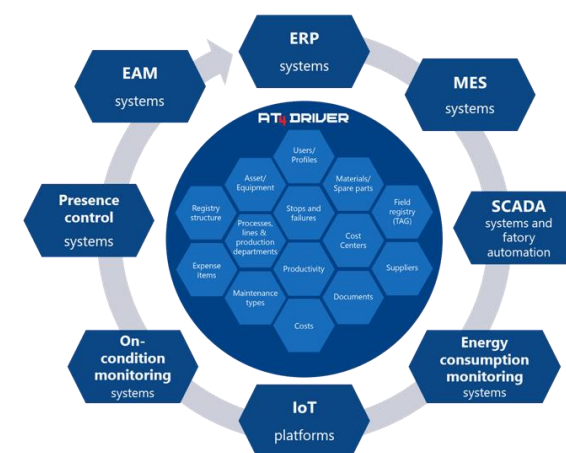 ERP
systems
MES
systems
SCADA
systems and
fatory
automation
Energy
consumption
monitoring
systems
IoT
platforms
On-
condition
monitoring
systems
Presence
control
systems
EAM
systems
AT4 DRIVER
Users/
Profiles
Asset/
Equipment
Materials/
Spare parts
Registry
structure
Stops and
failures
Field
registry
(TAG)
Processes,
lines &
production
departments
Cost
Centers
Expense
items
Productivity
Suppliers
Maintenance
types
Documents
Costs